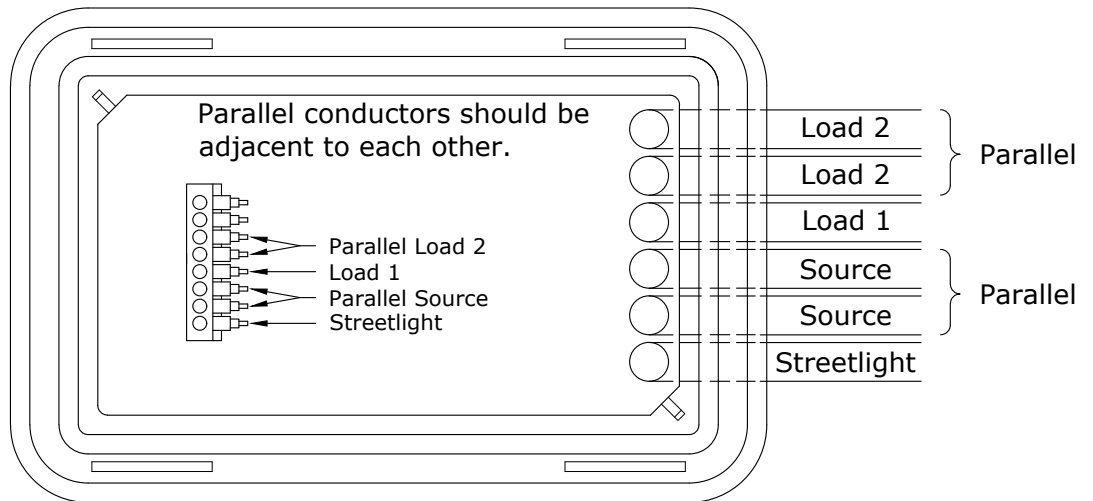 Parallel conductors should be
adjacent to each other.
Parallel Load 2
Load 1
Parallel Source
Streetlight
Load 2
Load 2
Load 1
Source
Source
Streetlight
Parallel
Parallel